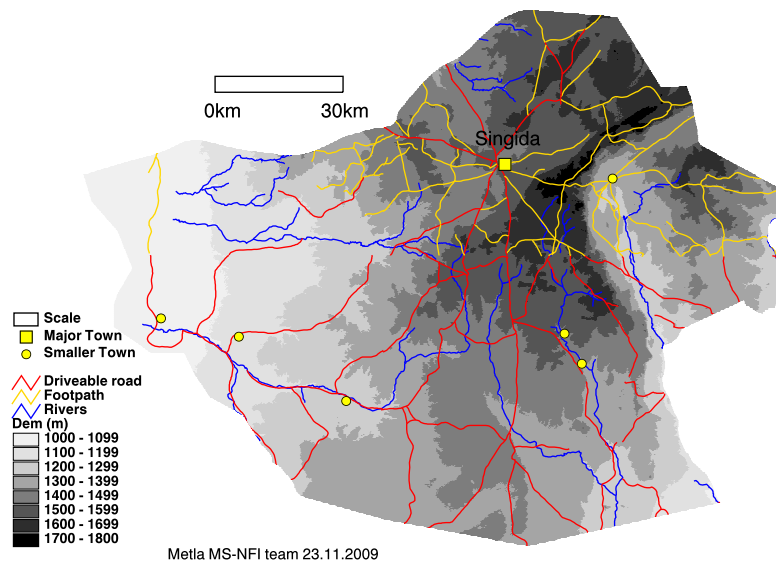 0km 30km
Singida
Scale
Major Town
Smaller Town
Driveable road
Footpath
Rivers
Dem (m)
1000 - 1099
1100 - 1199
1200 - 1299
1300 - 1399
1400 - 1499
1500 - 1599
1600 - 1699
1700 - 1800
Metla MS-NFI team 23.11.2009